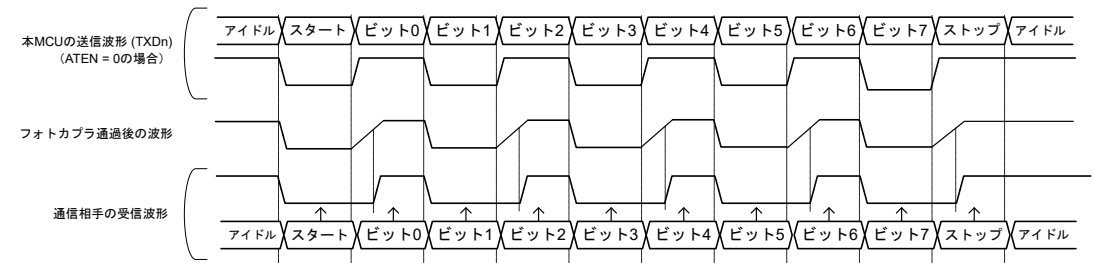 アイドル スタート ビット0 ビット1 ビット2 ビット3 ビット4 ビット5 ビット6 ビット7 ストップ アイドル
本MCUの送信波形 (TXDn)
（ATEN = 0の場合）
フォトカプラ通過後の波形
通信相手の受信波形
アイドル スタート ビット0 ビット1 ビット2 ビット3 ビット4 ビット5 ビット6 ビット7 ストップ アイドル